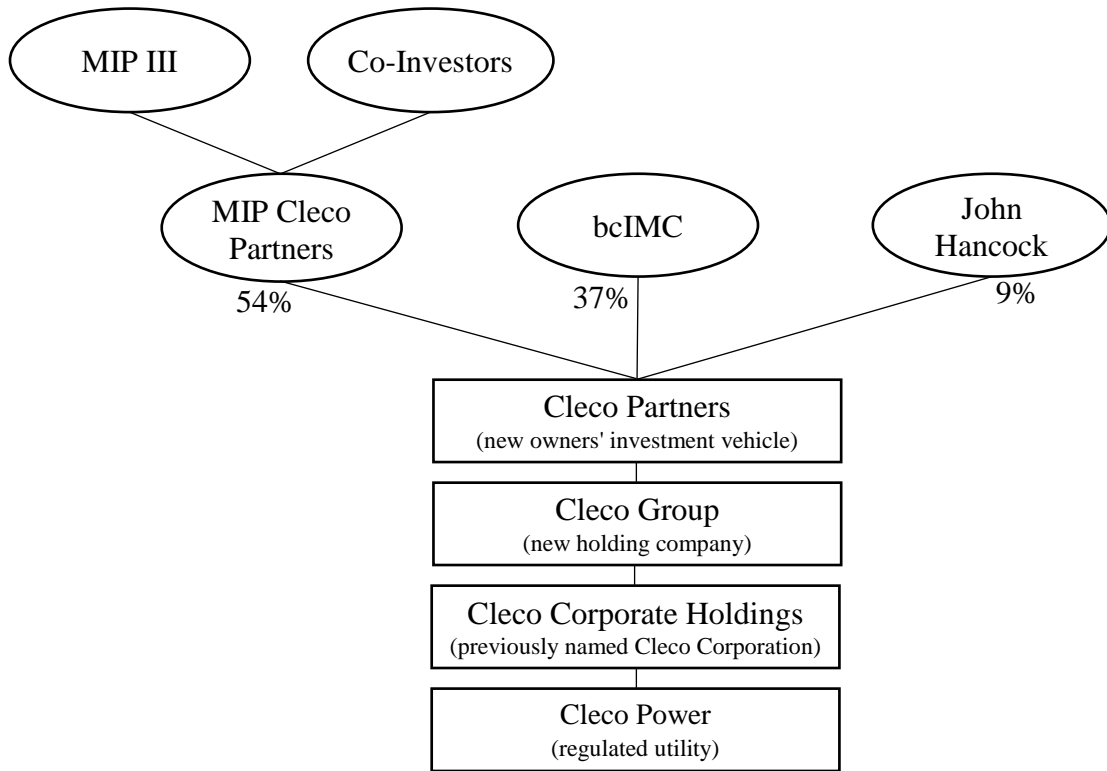 MIP III
Co-Investors
MIP Cleco
Partners
bcIMC
John
Hancock
54%
37%
9%
Cleco Partners
(new owners' investment vehicle)
Cleco Group
(new holding company)
Cleco Corporate Holdings
(previously named Cleco Corporation)
Cleco Power
(regulated utility)